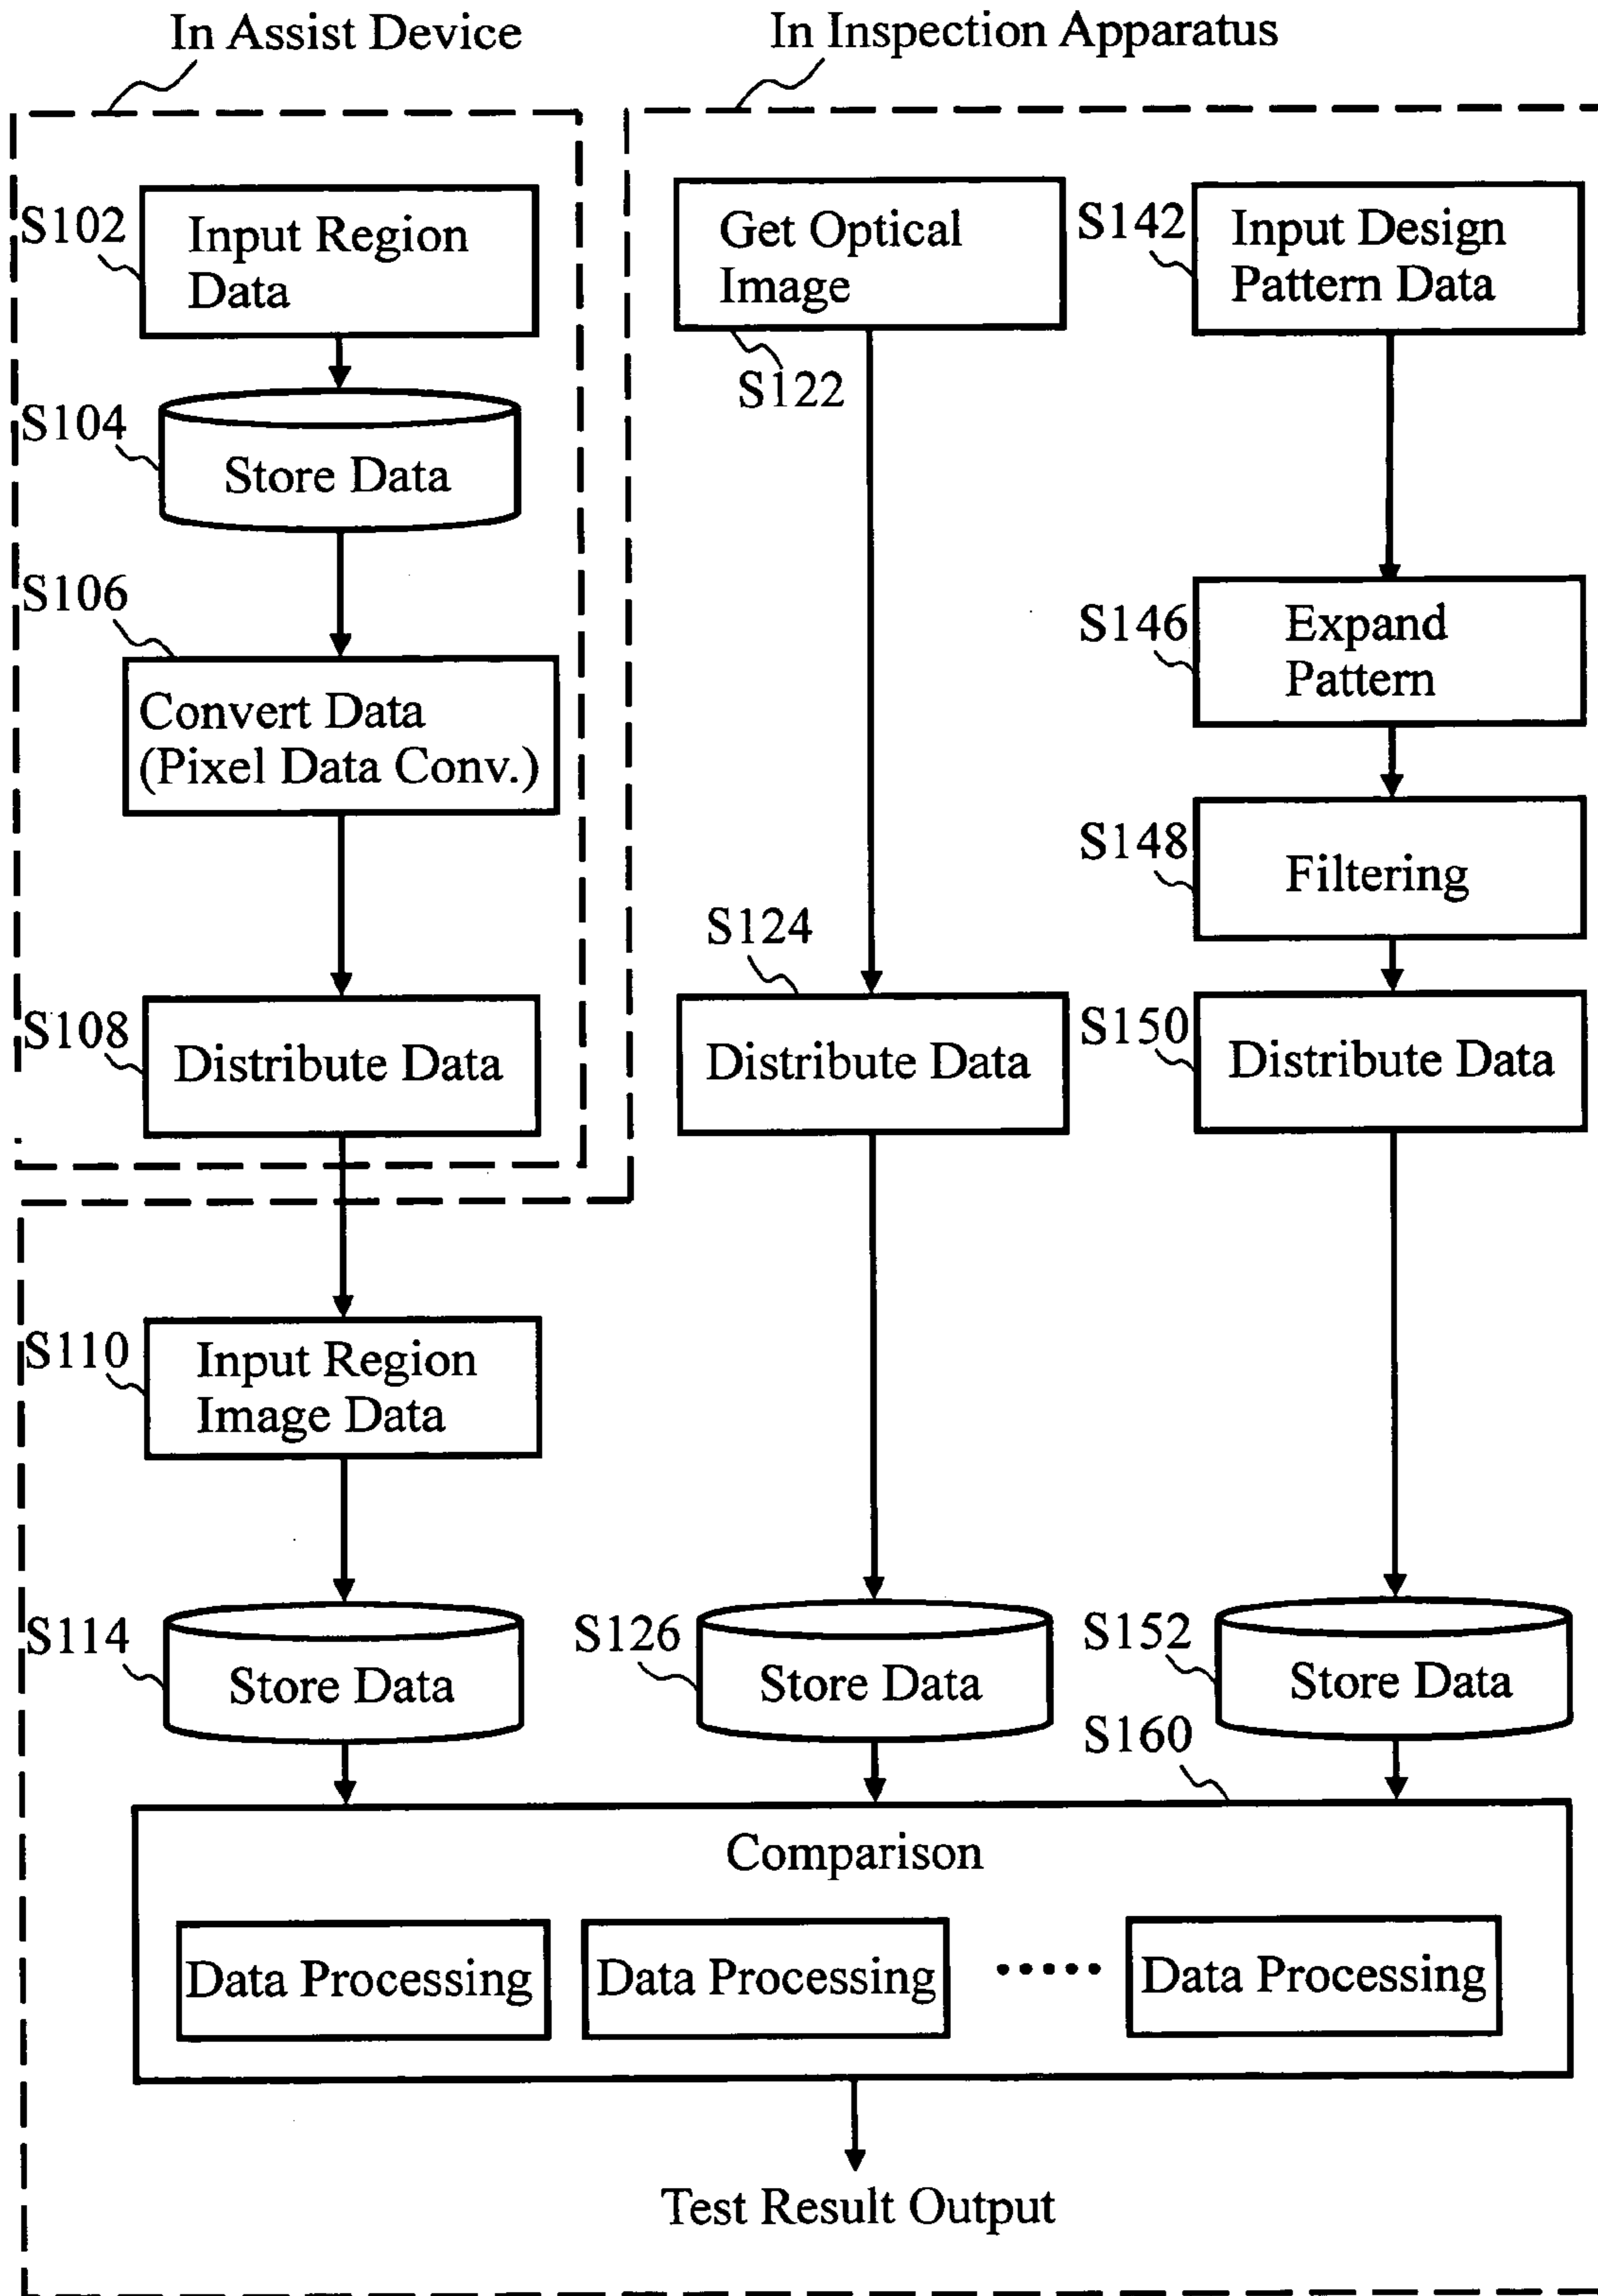 In Assist Device
In Inspection Apparatus
S102
Input Region
Data
S104
Store Data
S106
Convert Data
(Pixel Data Conv.)
S108
Distribute Data
Get Optical
Image
S122
S124
Distribute Data
S142
Input Design
Pattern Data
S146
Expand
Pattern
S148
Filtering
S150
Distribute Data
S110
Input Region
Image Data
S114
Store Data
S126
Store Data
S152
Store Data
S160
Comparison
Data Processing
Data Processing
.....
Data Processing
Test Result Output